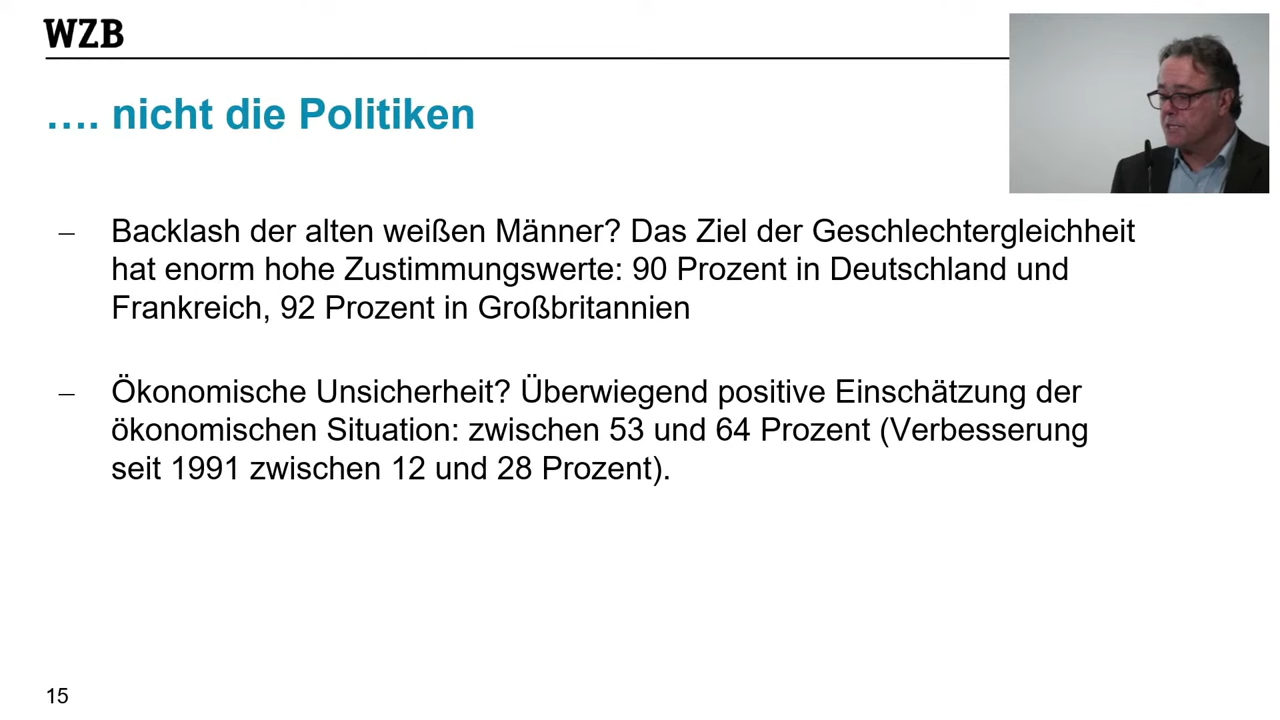 WZB
…. nicht die Politiken
– Backlash der alten weißen Männer? Das Ziel der Geschlechtergleichheit
hat enorm hohe Zustimmungswerte: 90 Prozent in Deutschland und
Frankreich, 92 Prozent in Großbritannien
– Ökonomische Unsicherheit? Überwiegend positive Einschätzung der
ökonomischen Situation: zwischen 53 und 64 Prozent (Verbesserung
seit 1991 zwischen 12 und 28 Prozent).
15